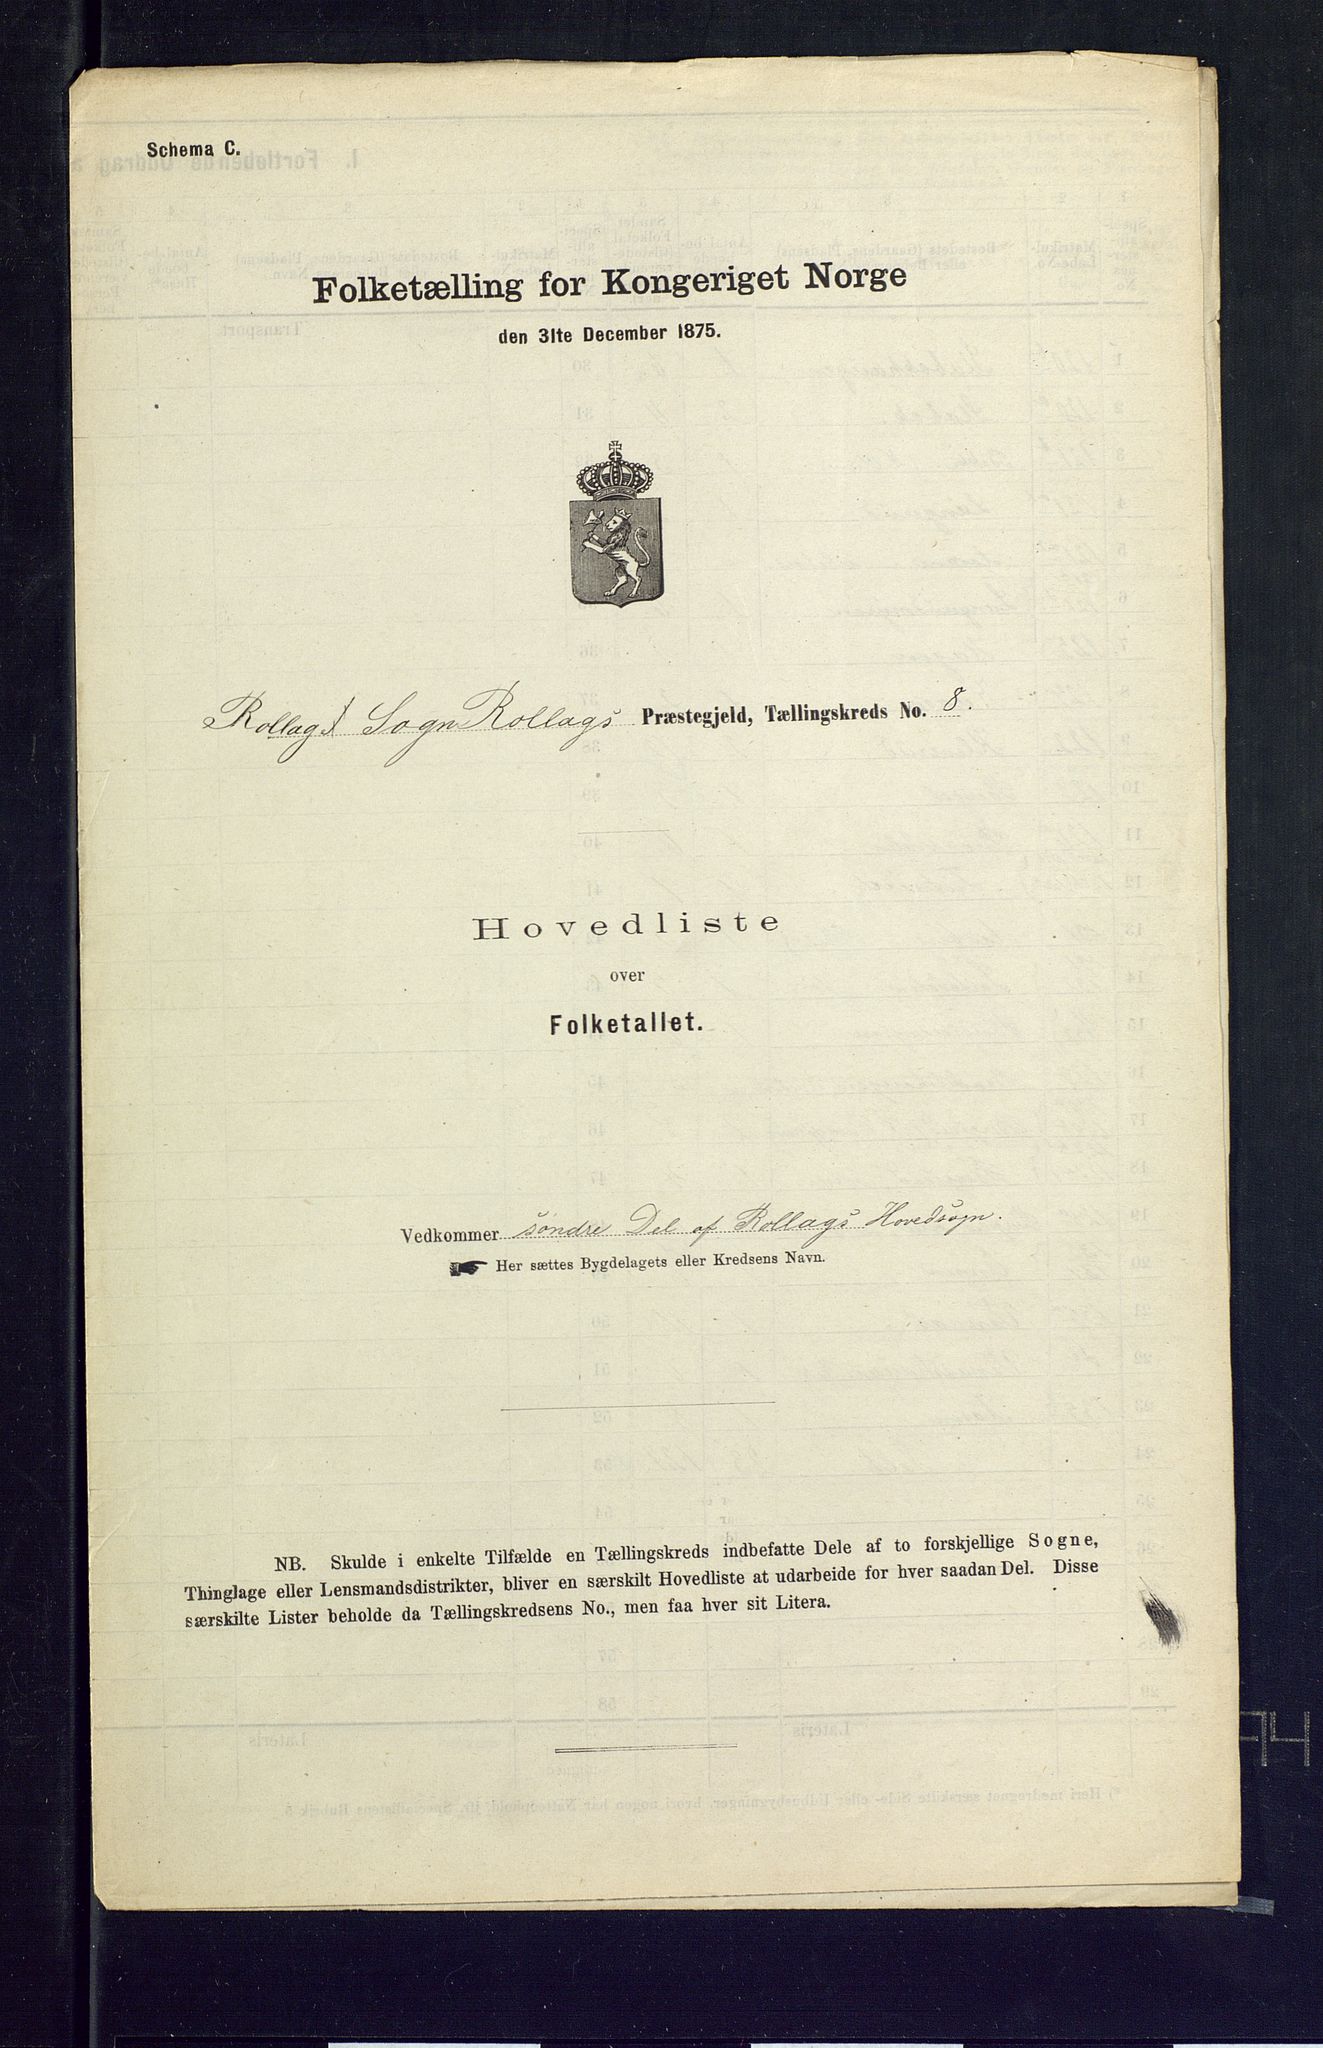 Schema C.
Folketælling for Kongeriget Norge
den 31te December 1875.
Rollags Sogn Rollags Præstegjeld, Tællingskreds No. 8.
Hovedliste
over
Folketallet.
Vedkommer søndre Del af Rollags Hovedsogn.
Her sættes Bygdelagets eller Kredsens Navn.
NB. Skulde i enkelte Tilfælde en Tællingskreds indbefatte Dele af to forskjellige Sogne,
Thinglage eller Lensmandsdistrikter, bliver en særskilt Hovedliste at udarbeide for hver saadan Del. Disse
særskilte Lister beholde da Tællingskredsens No., men faa hver sit Litera.